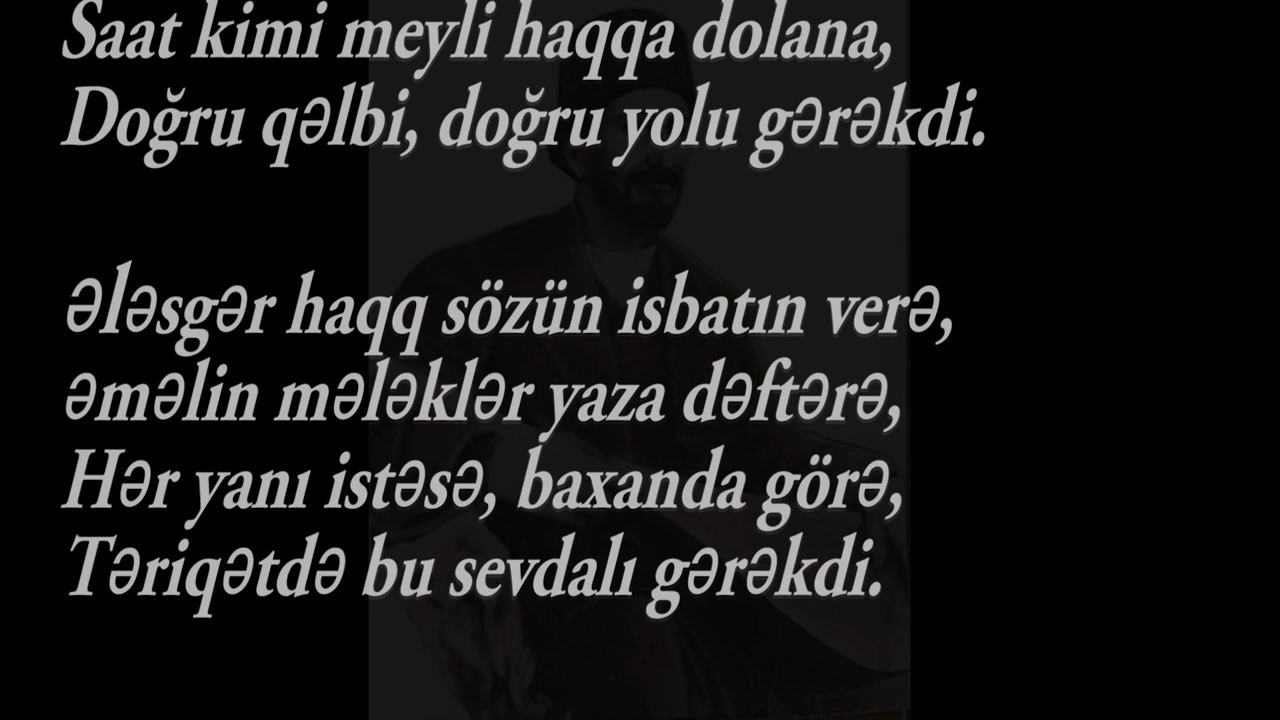 Saat kimi meyli haqqa dolana,
Doğru qəlbi, doğru yolu gərəkdi.
Ələsgər haqq sözün isbatın verə,
əməlin mələklər yaza dəftərə,
Hər yanı istəsə, baxanda görə,
Təriqətdə bu sevdalı gərəkdi.